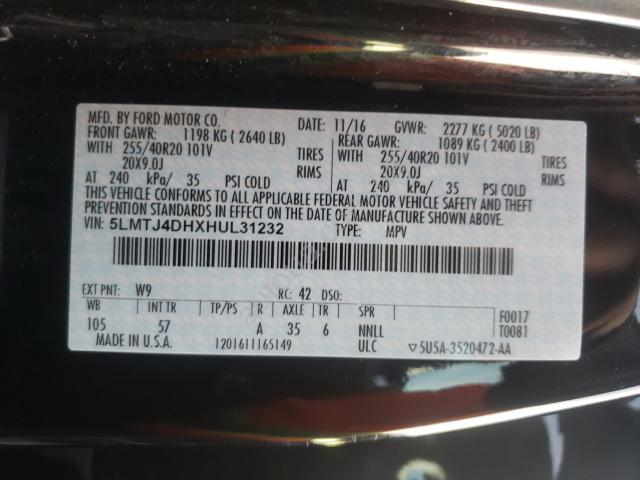 MFD. BY FORD MOTOR CO. DATE: 11/16 GVWR: 2277 KG ( 5020 LB)
FRONT GAWR: 1198 KG ( 2640 LB) REAR GAWR: 1089 KG ( 2400 LB)
WITH 255/40R20 101V TIRES WITH 255/40R20 101V TIRES
20X9.0J RIMS 20X9.0J RIMS
AT 240 kPa/ 35 PSI COLD AT 240 kPa/ 35 PSI COLD
THIS VEHICLE CONFORMS TO ALL APPLICABLE FEDERAL MOTOR VEHICLE SAFETY AND THEFT
PREVENTION STANDARDS IN EFFECT ON THE DATE OF MANUFACTURE SHOWN ABOVE.
VIN: 5LMTJ4DHXHUL31232 TYPE: MPV
EXT PNT: W9 RC: 42 DSO: F0017
WB INT TR TP/PS R AXLE TR SPR T0081
105 57 A 35 6 NNLL
MADE IN U.S.A. 1201611165149 ULC ▽5U5A-3520472-AA